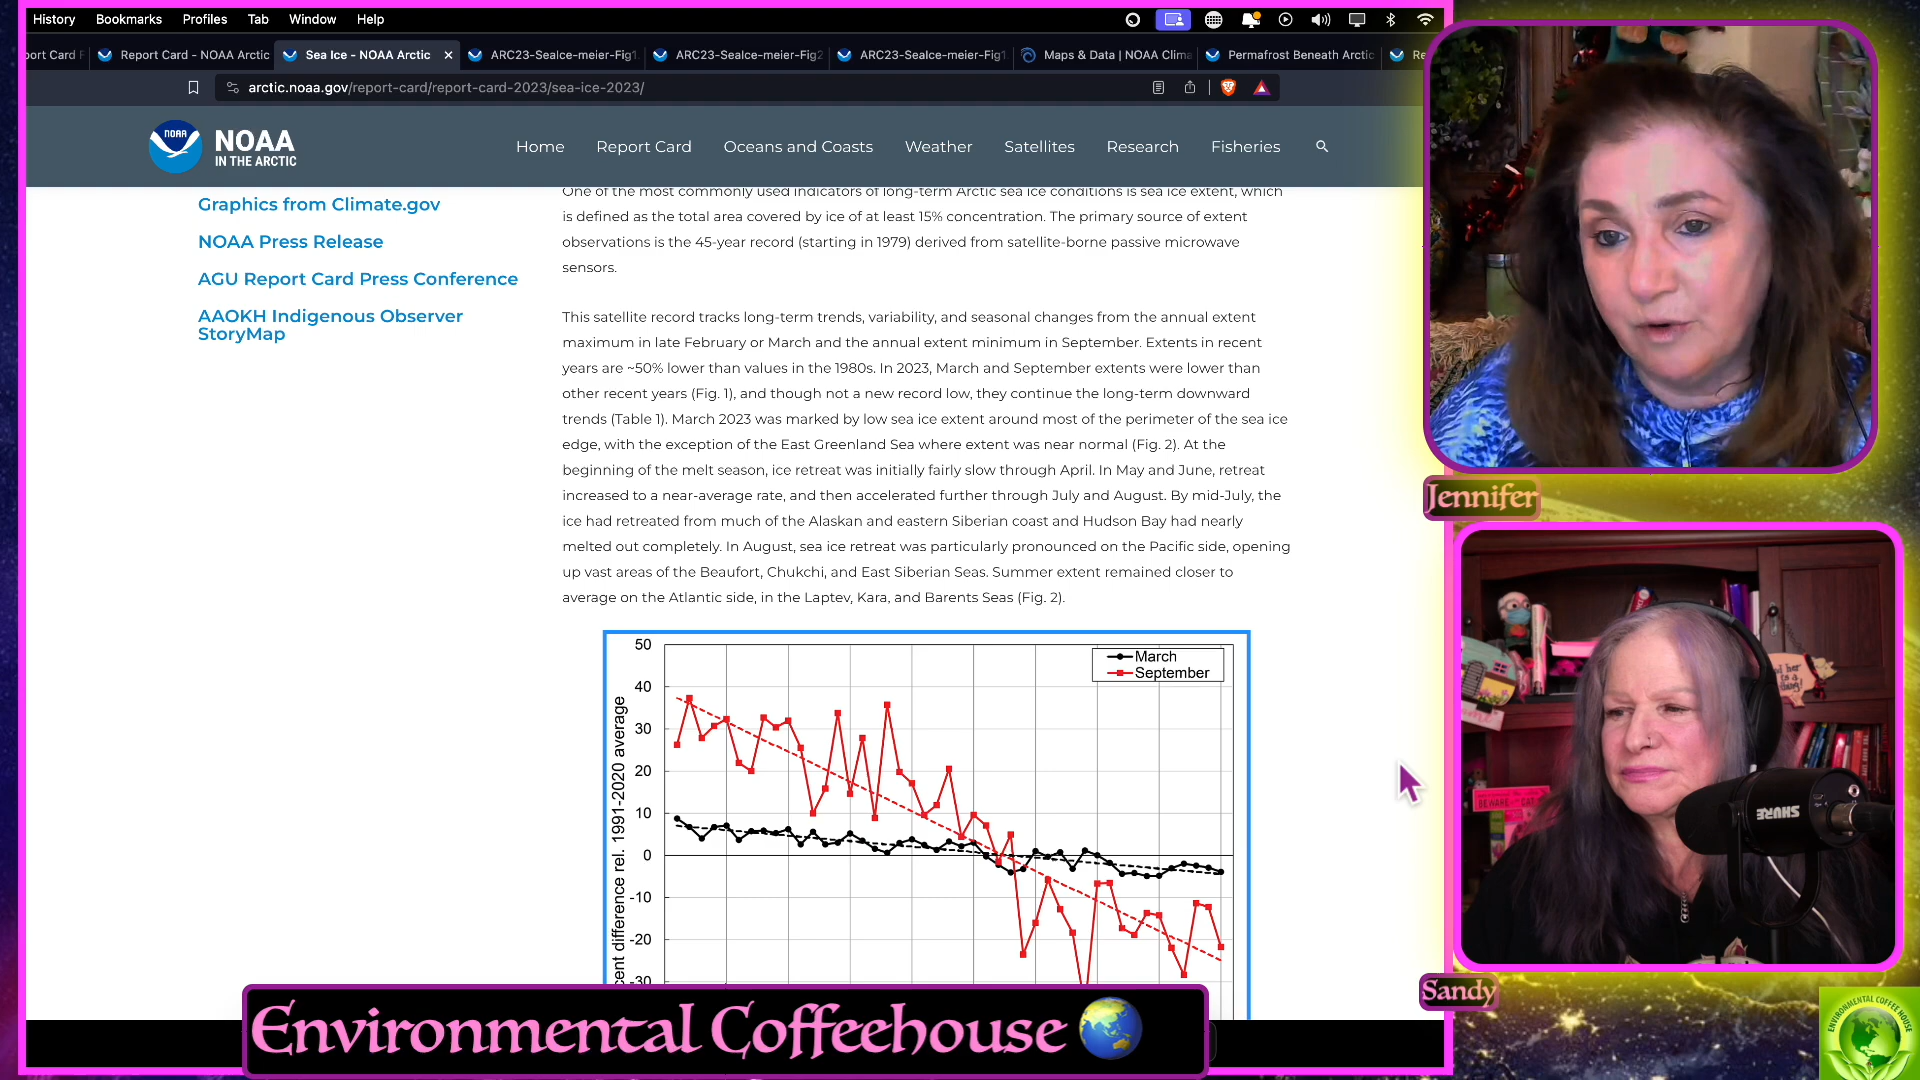 History Bookmarks Profiles Tab Window Help
Report Card - NOAA Arctic
Sea Ice - NOAA Arctic
ARC23-SeaIce-meier-Fig1
ARC23-SeaIce-meier-Fig2
ARC23-SeaIce-meier-Fig1
Maps & Data | NOAA Clima
Permafrost Beneath Arctic
arctic.noaa.gov/report-card/report-card-2023/sea-ice-2023/
NOAA
NOAA
IN THE ARCTIC
Home Report Card Oceans and Coasts Weather Satellites Research Fisheries
Graphics from Climate.gov
NOAA Press Release
AGU Report Card Press Conference
AAOKH Indigenous Observer
StoryMap
One of the most commonly used indicators of long-term Arctic sea ice conditions is sea ice extent, which
is defined as the total area covered by ice of at least 15% concentration. The primary source of extent
observations is the 45-year record (starting in 1979) derived from satellite-borne passive microwave
sensors.
This satellite record tracks long-term trends, variability, and seasonal changes from the annual extent
maximum in late February or March and the annual extent minimum in September. Extents in recent
years are ~50% lower than values in the 1980s. In 2023, March and September extents were lower than
other recent years (Fig. 1), and though not a new record low, they continue the long-term downward
trends (Table 1). March 2023 was marked by low sea ice extent around most of the perimeter of the sea ice
edge, with the exception of the East Greenland Sea where extent was near normal (Fig. 2). At the
beginning of the melt season, ice retreat was initially fairly slow through April. In May and June, retreat
increased to a near-average rate, and then accelerated further through July and August. By mid-July, the
ice had retreated from much of the Alaskan and eastern Siberian coast and Hudson Bay had nearly
melted out completely. In August, sea ice retreat was particularly pronounced on the Pacific side, opening
up vast areas of the Beaufort, Chukchi, and East Siberian Seas. Summer extent remained closer to
average on the Atlantic side, in the Laptev, Kara, and Barents Seas (Fig. 2).
March
September
50
40
30
20
10
0
-10
-20
-30
cent difference rel. 1991-2020 average
Jennifer
Sandy
BEWARE OF CAT
SHURE
Environmental Coffeehouse
ENVIRONMENTAL COFFEE HOUSE